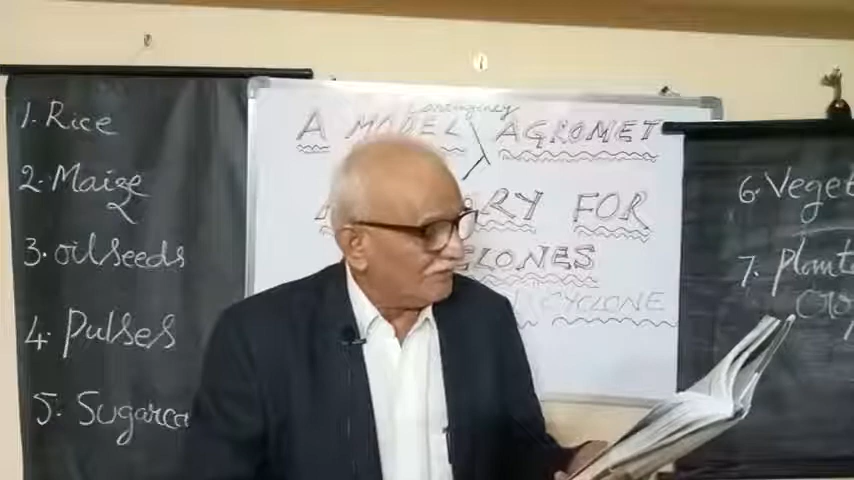 1. Rice
2. Maize
3. oilseeds
4. Pulses
5. Sugarca
contingency
A MODEL AGROMET
ARY FOR
CLONES
CYCLONE
6. Veget
7. plant
cro